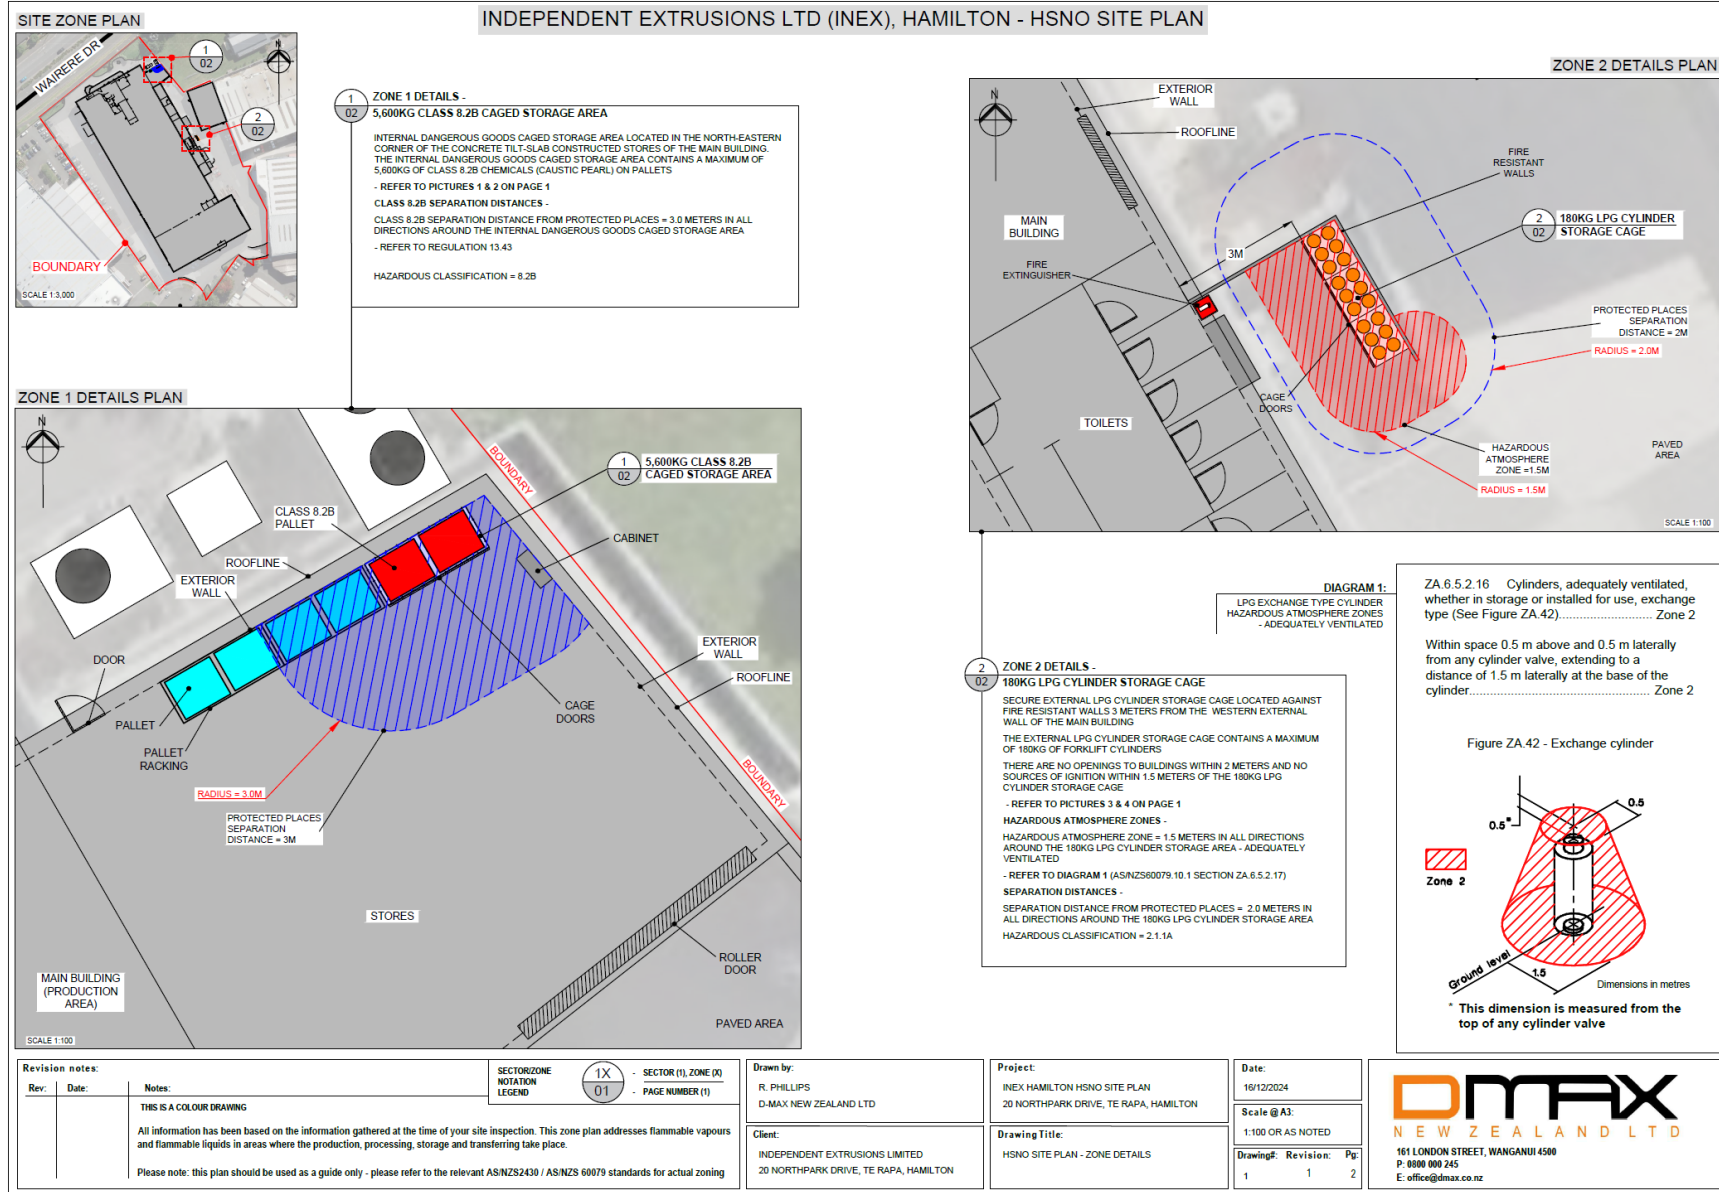 INDEPENDENT EXTRUSIONS LTD (INEX), HAMILTON - HSNO SITE PLAN
SITE ZONE PLAN
WAIRERE DR
N
1
02
2
02
BOUNDARY
SCALE 1:3,000
1
02
ZONE 1 DETAILS -
5,600KG CLASS 8.2B CAGED STORAGE AREA
INTERNAL DANGEROUS GOODS CAGED STORAGE AREA LOCATED IN THE NORTH-EASTERN
CORNER OF THE CONCRETE TILT-SLAB CONSTRUCTED STORES OF THE MAIN BUILDING.
THE INTERNAL DANGEROUS GOODS CAGED STORAGE AREA CONTAINS A MAXIMUM OF
5,600KG OF CLASS 8.2B CHEMICALS (CAUSTIC PEARL) ON PALLETS
- REFER TO PICTURES 1 & 2 ON PAGE 1
CLASS 8.2B SEPARATION DISTANCES -
CLASS 8.2B SEPARATION DISTANCE FROM PROTECTED PLACES = 3.0 METERS IN ALL
DIRECTIONS AROUND THE INTERNAL DANGEROUS GOODS CAGED STORAGE AREA
- REFER TO REGULATION 13.43
HAZARDOUS CLASSIFICATION = 8.2B
ZONE 2 DETAILS PLAN
N
EXTERIOR
WALL
ROOFLINE
FIRE
RESISTANT
WALLS
2
02
180KG LPG CYLINDER
STORAGE CAGE
MAIN
BUILDING
3M
FIRE
EXTINGUISHER
PROTECTED PLACES
SEPARATION
DISTANCE = 2M
RADIUS = 2.0M
CAGE
DOORS
TOILETS
HAZARDOUS
ATMOSPHERE
ZONE =1.5M
PAVED
AREA
RADIUS = 1.5M
SCALE 1:100
ZONE 1 DETAILS PLAN
N
BOUNDARY
1
02
5,600KG CLASS 8.2B
CAGED STORAGE AREA
CLASS 8.2B
PALLET
CABINET
ROOFLINE
EXTERIOR
WALL
EXTERIOR
WALL
DOOR
ROOFLINE
CAGE
DOORS
PALLET
PALLET
RACKING
BOUNDARY
RADIUS = 3.0M
PROTECTED PLACES
SEPARATION
DISTANCE = 3M
STORES
ROLLER
DOOR
MAIN BUILDING
(PRODUCTION
AREA)
PAVED AREA
SCALE 1:100
DIAGRAM 1:
LPG EXCHANGE TYPE CYLINDER
HAZARDOUS ATMOSPHERE ZONES
- ADEQUATELY VENTILATED
2
02
ZONE 2 DETAILS -
180KG LPG CYLINDER STORAGE CAGE
SECURE EXTERNAL LPG CYLINDER STORAGE CAGE LOCATED AGAINST
FIRE RESISTANT WALLS 3 METERS FROM THE WESTERN EXTERNAL
WALL OF THE MAIN BUILDING
THE EXTERNAL LPG CYLINDER STORAGE CAGE CONTAINS A MAXIMUM
OF 180KG OF FORKLIFT CYLINDERS
THERE ARE NO OPENINGS TO BUILDINGS WITHIN 2 METERS AND NO
SOURCES OF IGNITION WITHIN 1.5 METERS OF THE 180KG LPG
CYLINDER STORAGE CAGE
- REFER TO PICTURES 3 & 4 ON PAGE 1
HAZARDOUS ATMOSPHERE ZONES -
HAZARDOUS ATMOSPHERE ZONE = 1.5 METERS IN ALL DIRECTIONS
AROUND THE 180KG LPG CYLINDER STORAGE AREA - ADEQUATELY
VENTILATED
- REFER TO DIAGRAM 1 (AS/NZS60079.10.1 SECTION ZA.6.5.2.17)
SEPARATION DISTANCES -
SEPARATION DISTANCE FROM PROTECTED PLACES = 2.0 METERS IN
ALL DIRECTIONS AROUND THE 180KG LPG CYLINDER STORAGE AREA
HAZARDOUS CLASSIFICATION = 2.1.1A
ZA.6.5.2.16 Cylinders, adequately ventilated,
whether in storage or installed for use, exchange
type (See Figure ZA.42)............................ Zone 2
Within space 0.5 m above and 0.5 m laterally
from any cylinder valve, extending to a
distance of 1.5 m laterally at the base of the
cylinder...................................................... Zone 2
Figure ZA.42 - Exchange cylinder
0.5
0.5*
Zone 2
Ground level
1.5
Dimensions in metres
* This dimension is measured from the
top of any cylinder valve
Revision notes:
Rev: Date: Notes:
THIS IS A COLOUR DRAWING
All information has been based on the information gathered at the time of your site inspection. This zone plan addresses flammable vapours
and flammable liquids in areas where the production, processing, storage and transferring take place.
Please note: this plan should be used as a guide only - please refer to the relevant AS/NZS2430 / AS/NZS 60079 standards for actual zoning
SECTOR/ZONE
NOTATION
LEGEND
1X
01
- SECTOR (1), ZONE (X)
- PAGE NUMBER (1)
Drawn by:
R. PHILLIPS
D-MAX NEW ZEALAND LTD
Client:
INDEPENDENT EXTRUSIONS LIMITED
20 NORTHPARK DRIVE, TE RAPA, HAMILTON
Project:
INEX HAMILTON HSNO SITE PLAN
20 NORTHPARK DRIVE, TE RAPA, HAMILTON
Drawing Title:
HSNO SITE PLAN - ZONE DETAILS
Date:
16/12/2024
Scale @ A3:
1:100 OR AS NOTED
Drawing#: Revision: Pg:
1 1 2
DMAX
NEW ZEALAND LTD
161 LONDON STREET, WANGANUI 4500
P: 0800 000 245
E: office@dmax.co.nz